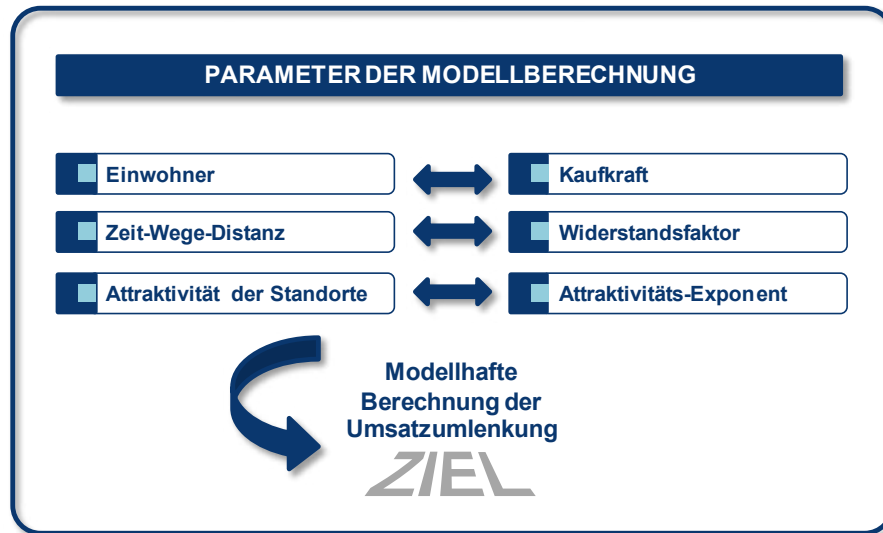 PARAMETER DER MODELLBERECHNUNG
Einwohner
Kaufkraft
Zeit-Wege-Distanz
Widerstandsfaktor
Attraktivität der Standorte
Attraktivitäts-Exponent
Modellhafte
Berechnung der
Umsatzumlenkung
ZIEL